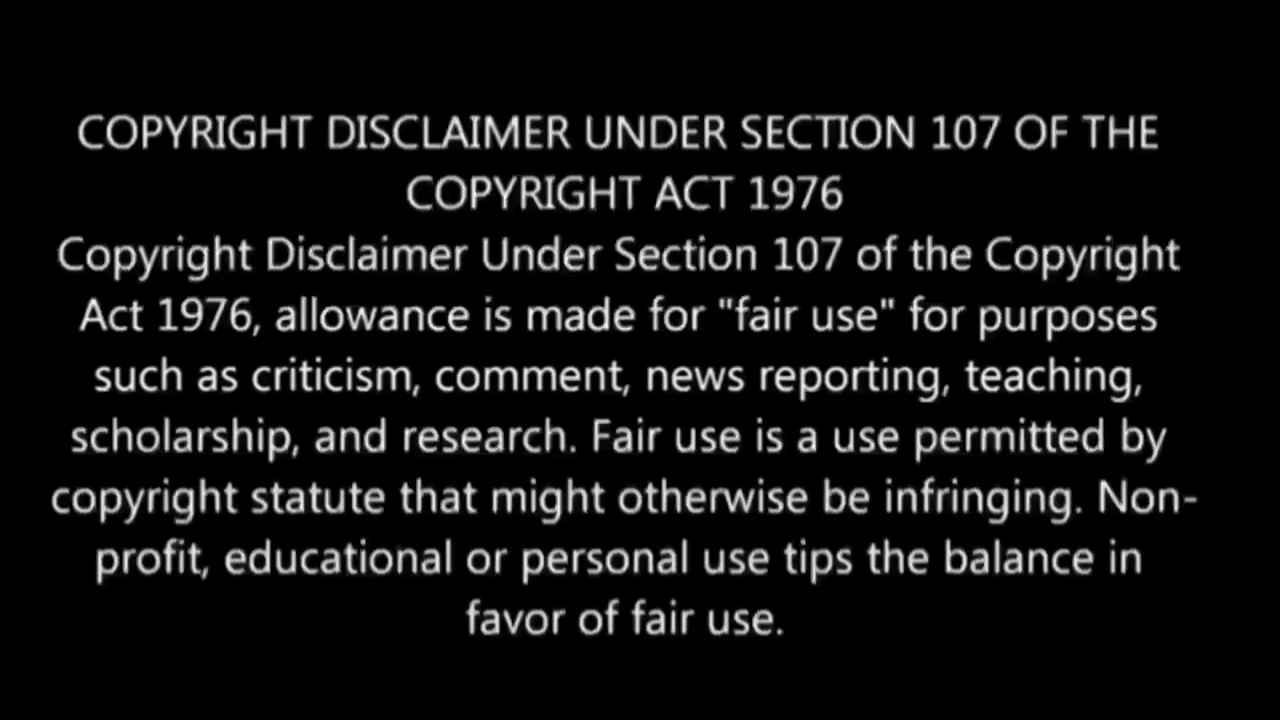 COPYRIGHT DISCLAIMER UNDER SECTION 107 OF THE
COPYRIGHT ACT 1976
Copyright Disclaimer Under Section 107 of the Copyright
Act 1976, allowance is made for "fair use" for purposes
such as criticism, comment, news reporting, teaching,
scholarship, and research. Fair use is a use permitted by
copyright statute that might otherwise be infringing. Non-
profit, educational or personal use tips the balance in
favor of fair use.